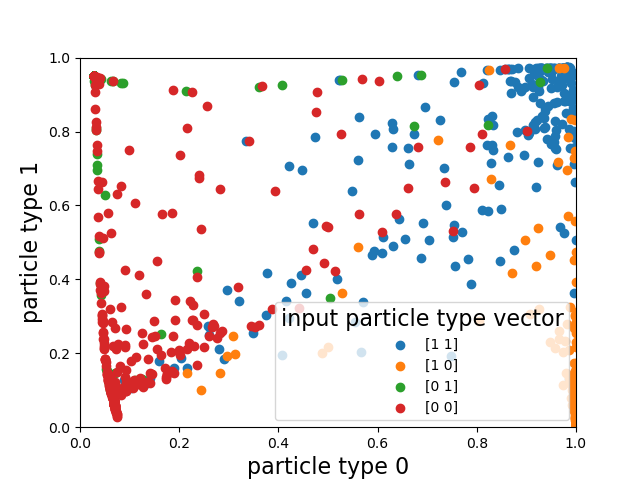 1.0
0.8
0.6
0.4
0.2
0.0
particle type 1
input particle type vector
[1 1]
[1 0]
[0 1]
[0 0]
0.0 0.2 0.4 0.6 0.8 1.0
particle type 0